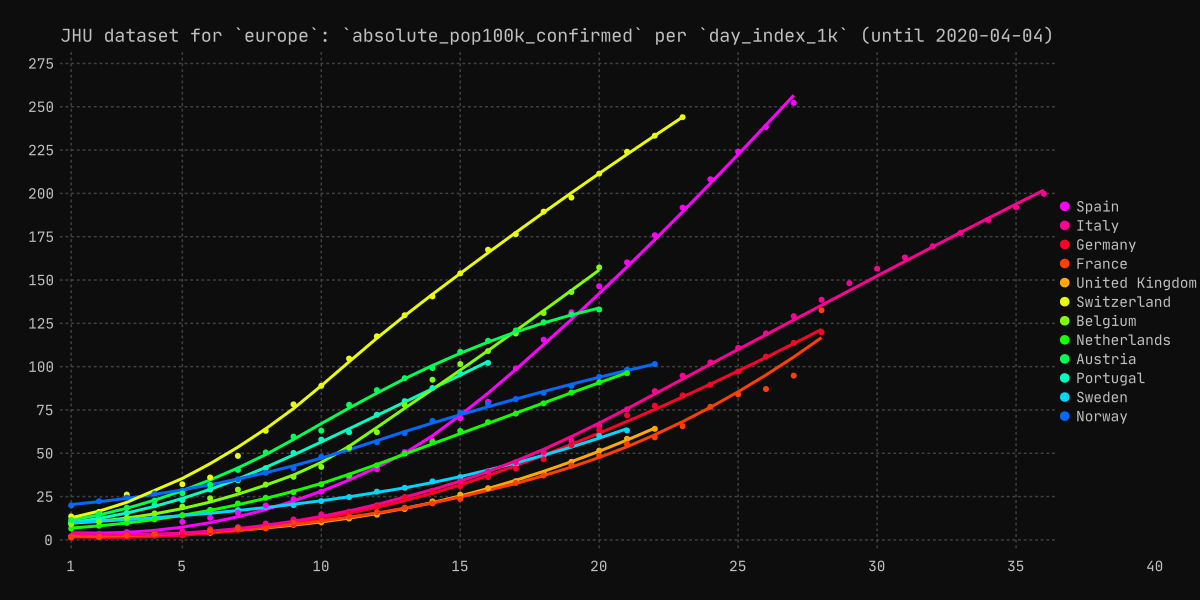 JHU dataset for `europe`: `absolute_pop100k_confirmed` per `day_index_1k` (until 2020-04-04)
275
250
225
200
175
150
125
100
75
50
25
0
1 5 10 15 20 25 30 35 40
Spain
Italy
Germany
France
United Kingdom
Switzerland
Belgium
Netherlands
Austria
Portugal
Sweden
Norway